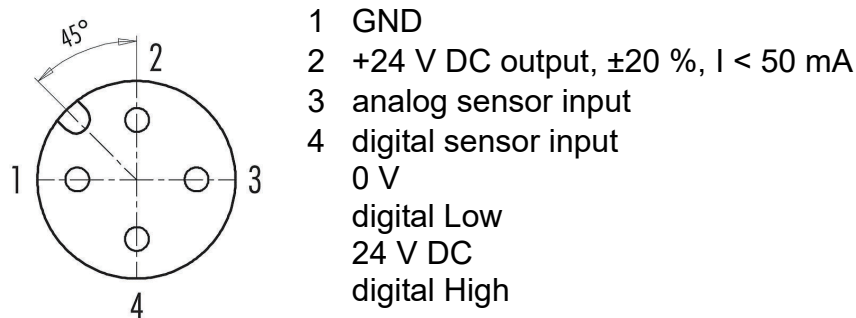 45°
2
1
3
4
1 GND
2 +24 V DC output, ±20 %, I < 50 mA
3 analog sensor input
4 digital sensor input
0 V
digital Low
24 V DC
digital High